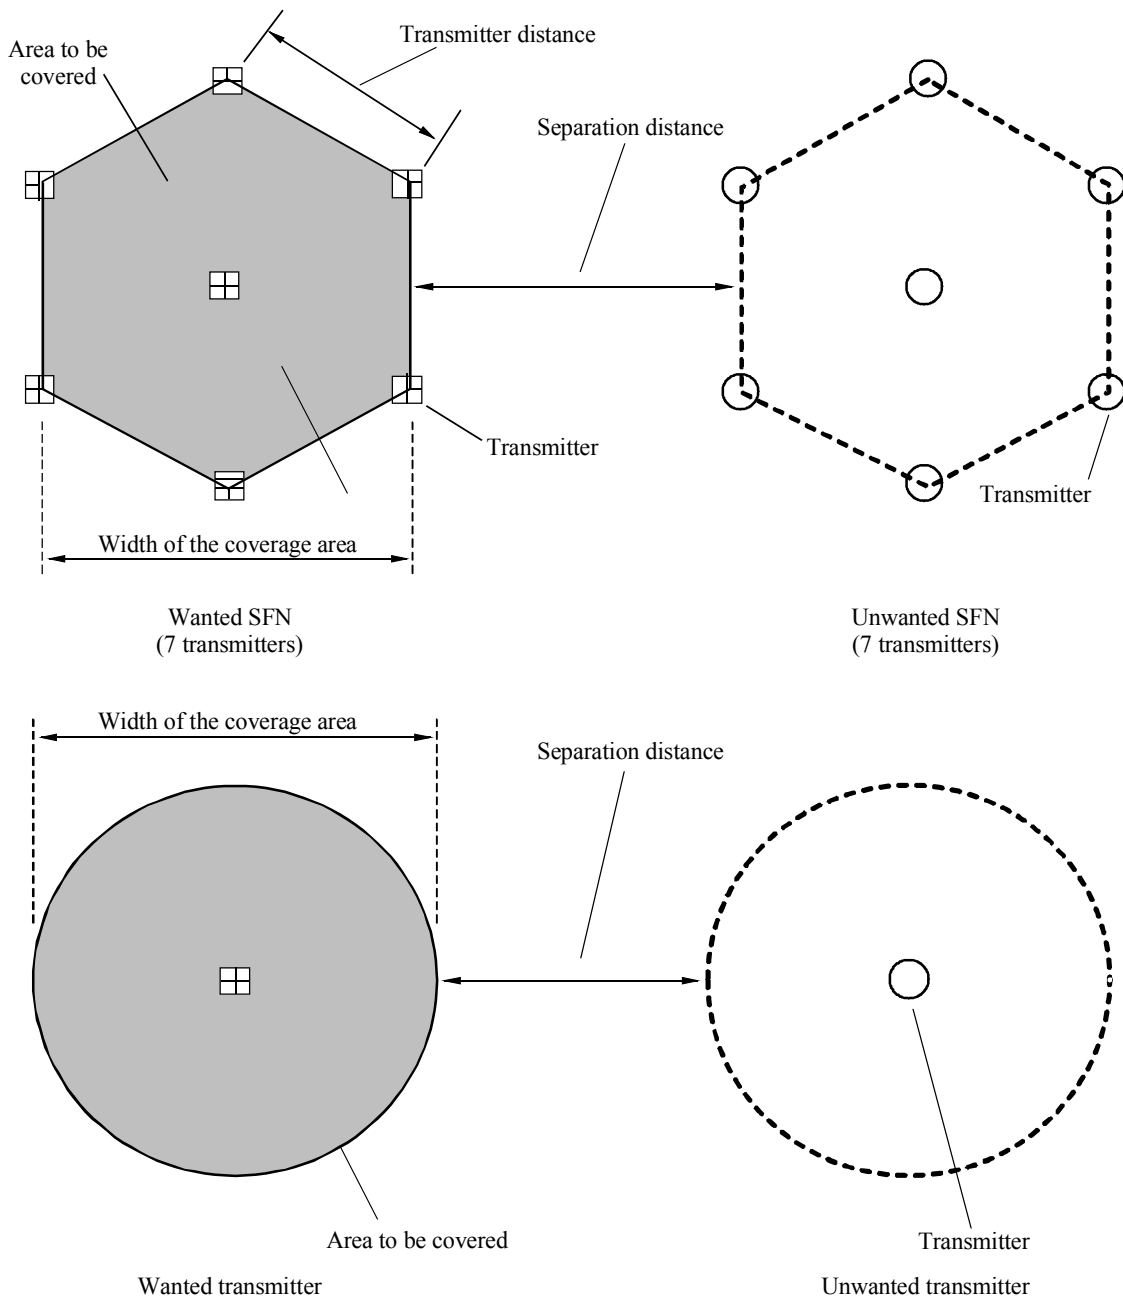 Transmitter distance
Area to be
covered
Separation distance
Transmitter
Transmitter
Width of the coverage area
Wanted SFN
(7 transmitters)
Unwanted SFN
(7 transmitters)
Width of the coverage area
Separation distance
Area to be covered
Transmitter
Wanted transmitter
Unwanted transmitter